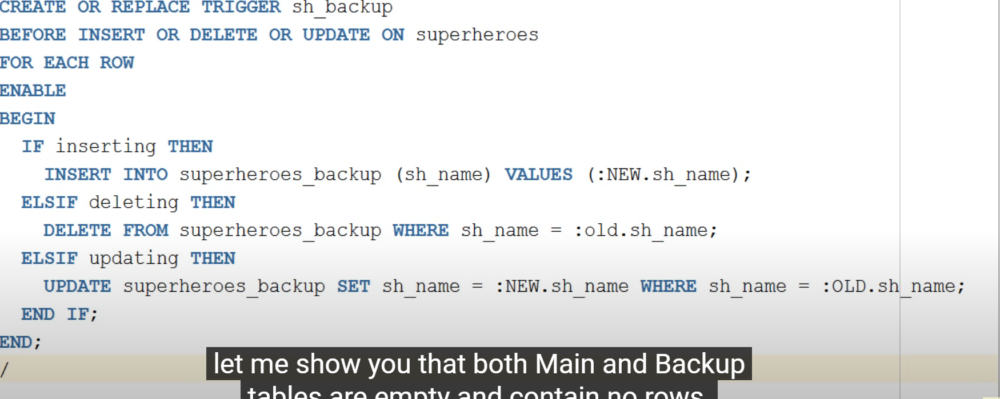 CREATE OR REPLACE TRIGGER sh_backup
BEFORE INSERT OR DELETE OR UPDATE ON superheroes
FOR EACH ROW
ENABLE
BEGIN
IF inserting THEN
INSERT INTO superheroes_backup (sh_name) VALUES (:NEW.sh_name);
ELSIF deleting THEN
DELETE FROM superheroes_backup WHERE sh_name = :old.sh_name;
ELSIF updating THEN
UPDATE superheroes_backup SET sh_name = :NEW.sh_name WHERE sh_name = :OLD.sh_name;
END IF;
END;
/
let me show you that both Main and Backup
tables are empty and contain no rows